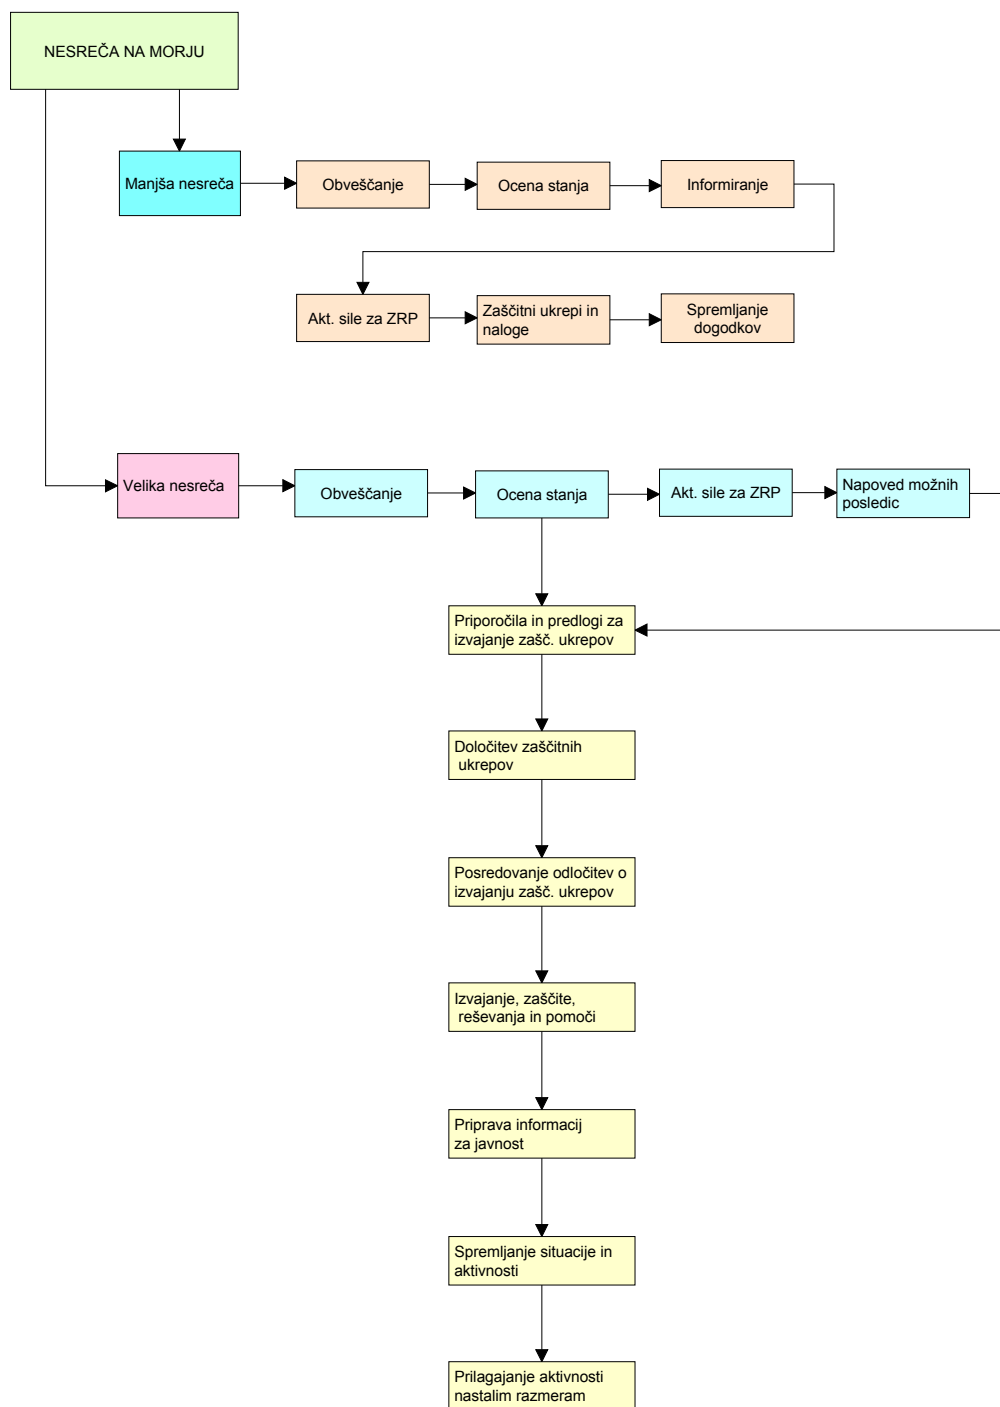 NESREČA NA MORJU
Manjša nesreča
Obveščanje
Ocena stanja
Informiranje
Akt. sile za ZRP
Zaščitni ukrepi in
naloge
Spremljanje
dogodkov
Velika nesreča
Obveščanje
Ocena stanja
Akt. sile za ZRP
Napoved možnih
posledic
Priporočila in predlogi za
izvajanje zašč. ukrepov
Določitev zaščitnih
ukrepov
Posredovanje odločitev o
izvajanju zašč. ukrepov
Izvajanje, zaščite,
reševanja in pomoči
Priprava informacij
za javnost
Spremljanje situacije in
aktivnosti
Prilagajanje aktivnosti
nastalim razmeram